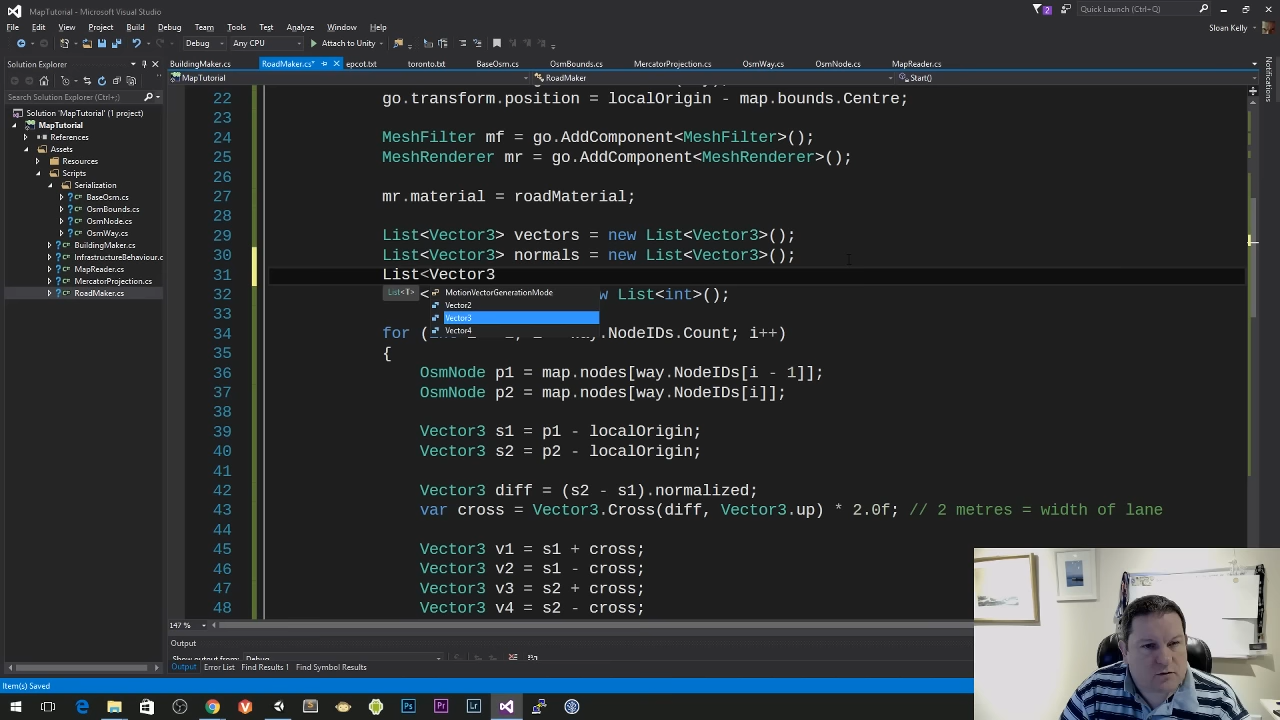 MapTutorial - Microsoft Visual Studio
2
Quick Launch (Ctrl+Q)
File Edit View Project Build Debug Team Tools Test Analyze Window Help
Sloan Kelly
Debug Any CPU Attach to Unity
Solution Explorer
BuildingMaker.cs RoadMaker.cs* epcot.txt toronto.txt BaseOsm.cs OsmBounds.cs MercatorProjection.cs OsmWay.cs OsmNode.cs MapReader.cs
MapTutorial RoadMaker Start()
Notifications
Search Solution Explorer (Ctrl+;)
Solution 'MapTutorial' (1 project)
MapTutorial
References
Assets
Resources
Scripts
Serialization
BaseOsm.cs
OsmBounds.cs
OsmNode.cs
OsmWay.cs
BuildingMaker.cs
InfrastructureBehaviour.c
MapReader.cs
MercatorProjection.cs
RoadMaker.cs
22 go.transform.position = localOrigin - map.bounds.Centre;
23
24 MeshFilter mf = go.AddComponent<MeshFilter>();
25 MeshRenderer mr = go.AddComponent<MeshRenderer>();
26
27 mr.material = roadMaterial;
28
29 List<Vector3> vectors = new List<Vector3>();
30 List<Vector3> normals = new List<Vector3>();
31 List<Vector3
List<T>
MotionVectorGenerationMode
Vector2
Vector3
Vector4
32 < w List<int>();
33
34 for ( .NodeIDs.Count; i++)
35 {
36 OsmNode p1 = map.nodes[way.NodeIDs[i - 1]];
37 OsmNode p2 = map.nodes[way.NodeIDs[i]];
38
39 Vector3 s1 = p1 - localOrigin;
40 Vector3 s2 = p2 - localOrigin;
41
42 Vector3 diff = (s2 - s1).normalized;
43 var cross = Vector3.Cross(diff, Vector3.up) * 2.0f; // 2 metres = width of lane
44
45 Vector3 v1 = s1 + cross;
46 Vector3 v2 = s1 - cross;
47 Vector3 v3 = s2 + cross;
48 Vector3 v4 = s2 - cross;
147 %
Output
Show output from: Debug
Output Error List Find Results 1 Find Symbol Results
Item(s) Saved